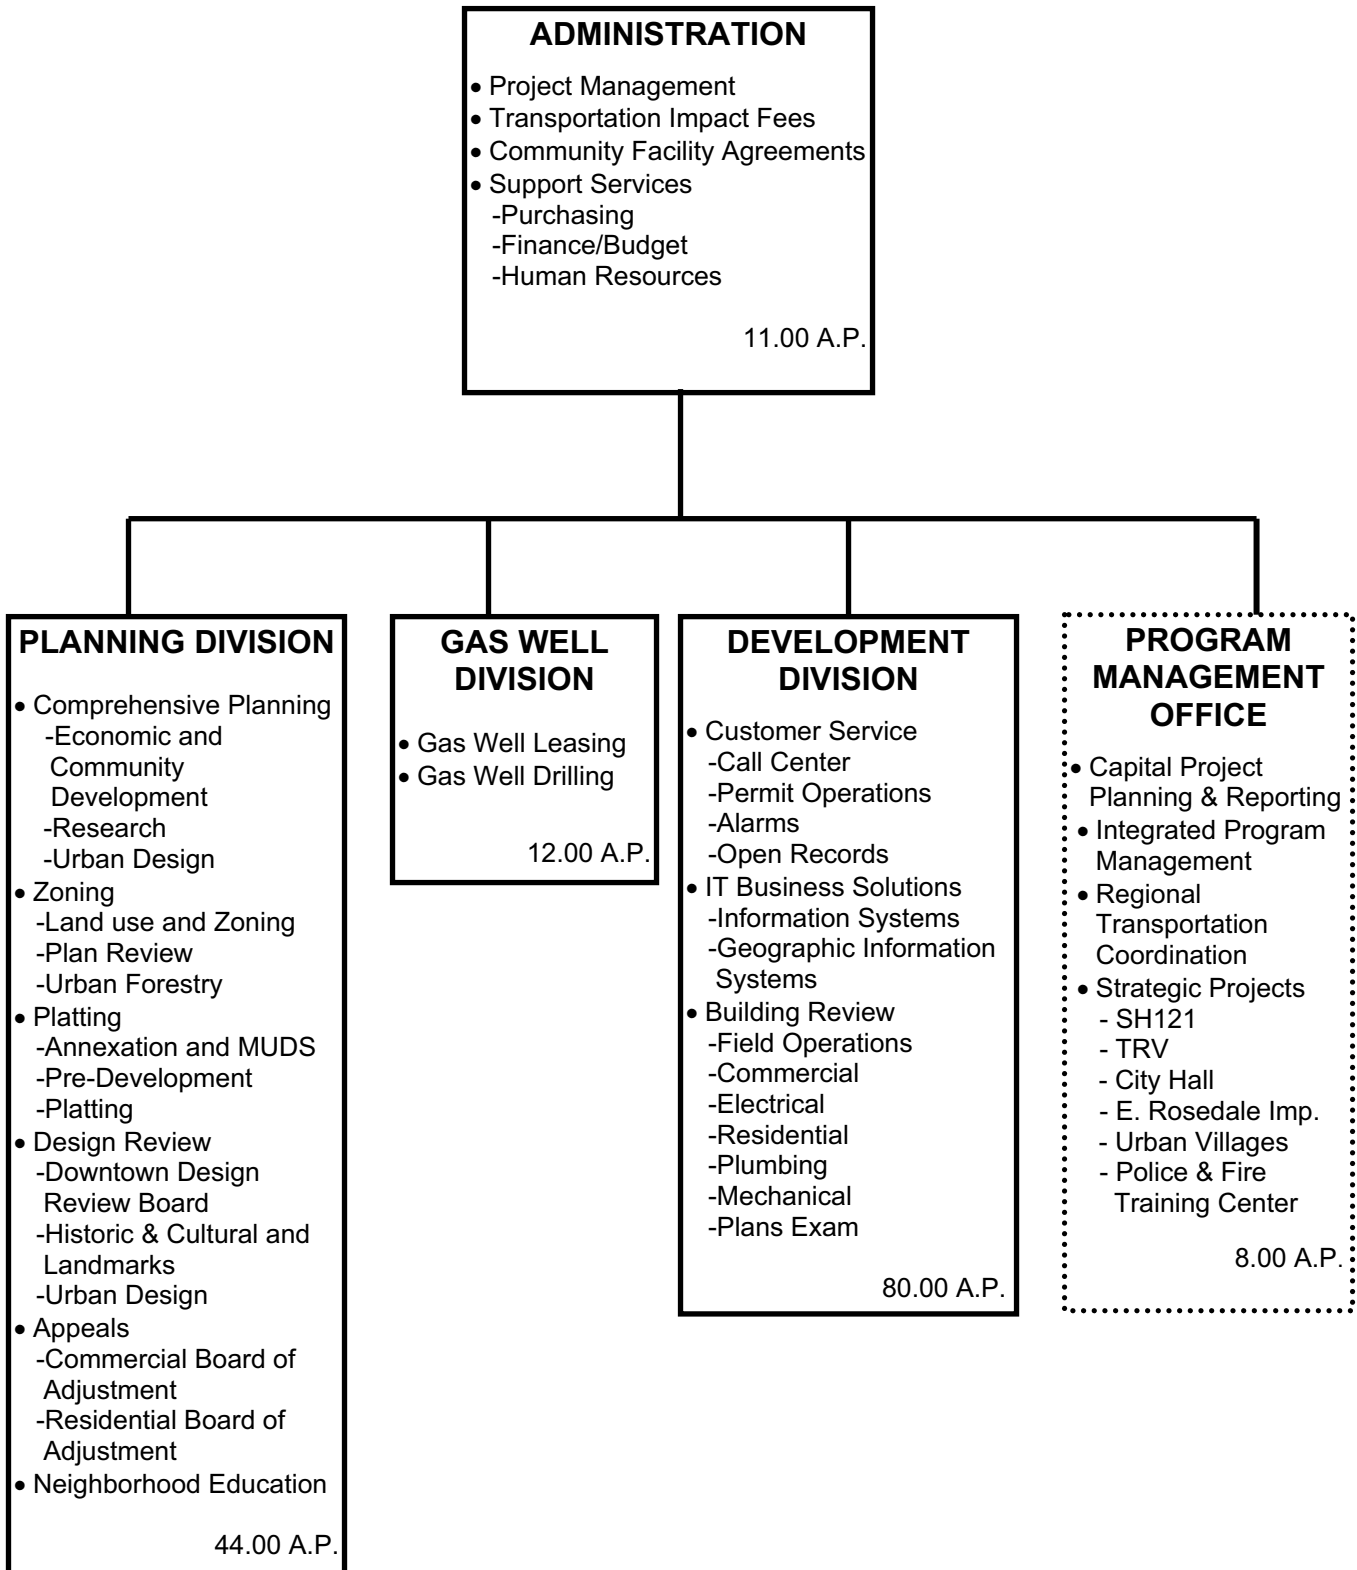 ADMINISTRATION
• Project Management
• Transportation Impact Fees
• Community Facility Agreements
• Support Services
-Purchasing
-Finance/Budget
-Human Resources
11.00 A.P.
PLANNING DIVISION
• Comprehensive Planning
-Economic and
Community
Development
-Research
-Urban Design
• Zoning
-Land use and Zoning
-Plan Review
-Urban Forestry
• Platting
-Annexation and MUDS
-Pre-Development
-Platting
• Design Review
-Downtown Design
Review Board
-Historic & Cultural and
Landmarks
-Urban Design
• Appeals
-Commercial Board of
Adjustment
-Residential Board of
Adjustment
• Neighborhood Education
44.00 A.P.
GAS WELL
DIVISION
• Gas Well Leasing
• Gas Well Drilling
12.00 A.P.
DEVELOPMENT
DIVISION
• Customer Service
-Call Center
-Permit Operations
-Alarms
-Open Records
• IT Business Solutions
-Information Systems
-Geographic Information
Systems
• Building Review
-Field Operations
-Commercial
-Electrical
-Residential
-Plumbing
-Mechanical
-Plans Exam
80.00 A.P.
PROGRAM
MANAGEMENT
OFFICE
• Capital Project
Planning & Reporting
• Integrated Program
Management
• Regional
Transportation
Coordination
• Strategic Projects
- SH121
- TRV
- City Hall
- E. Rosedale Imp.
- Urban Villages
- Police & Fire
Training Center
8.00 A.P.